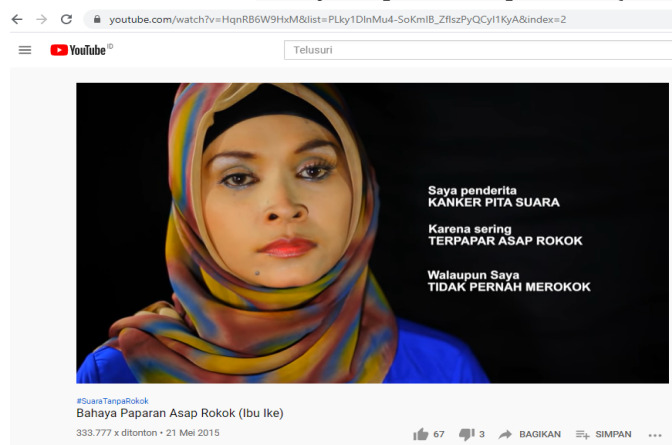 youtube.com/watch?v=HqnRB6W9HxM&list=PLky1DlnMu4-SoKmIB_ZflszPyQCyI1KyA&index=2
YouTube ID
Telusuri
Saya penderita
KANKER PITA SUARA
Karena sering
TERPAPAR ASAP ROKOK
Walaupun Saya
TIDAK PERNAH MEROKOK
#SuaraTanpaRokok
Bahaya Paparan Asap Rokok (Ibu Ike)
333.777 x ditonton • 21 Mei 2015
67 3 BAGIKAN SIMPAN ...